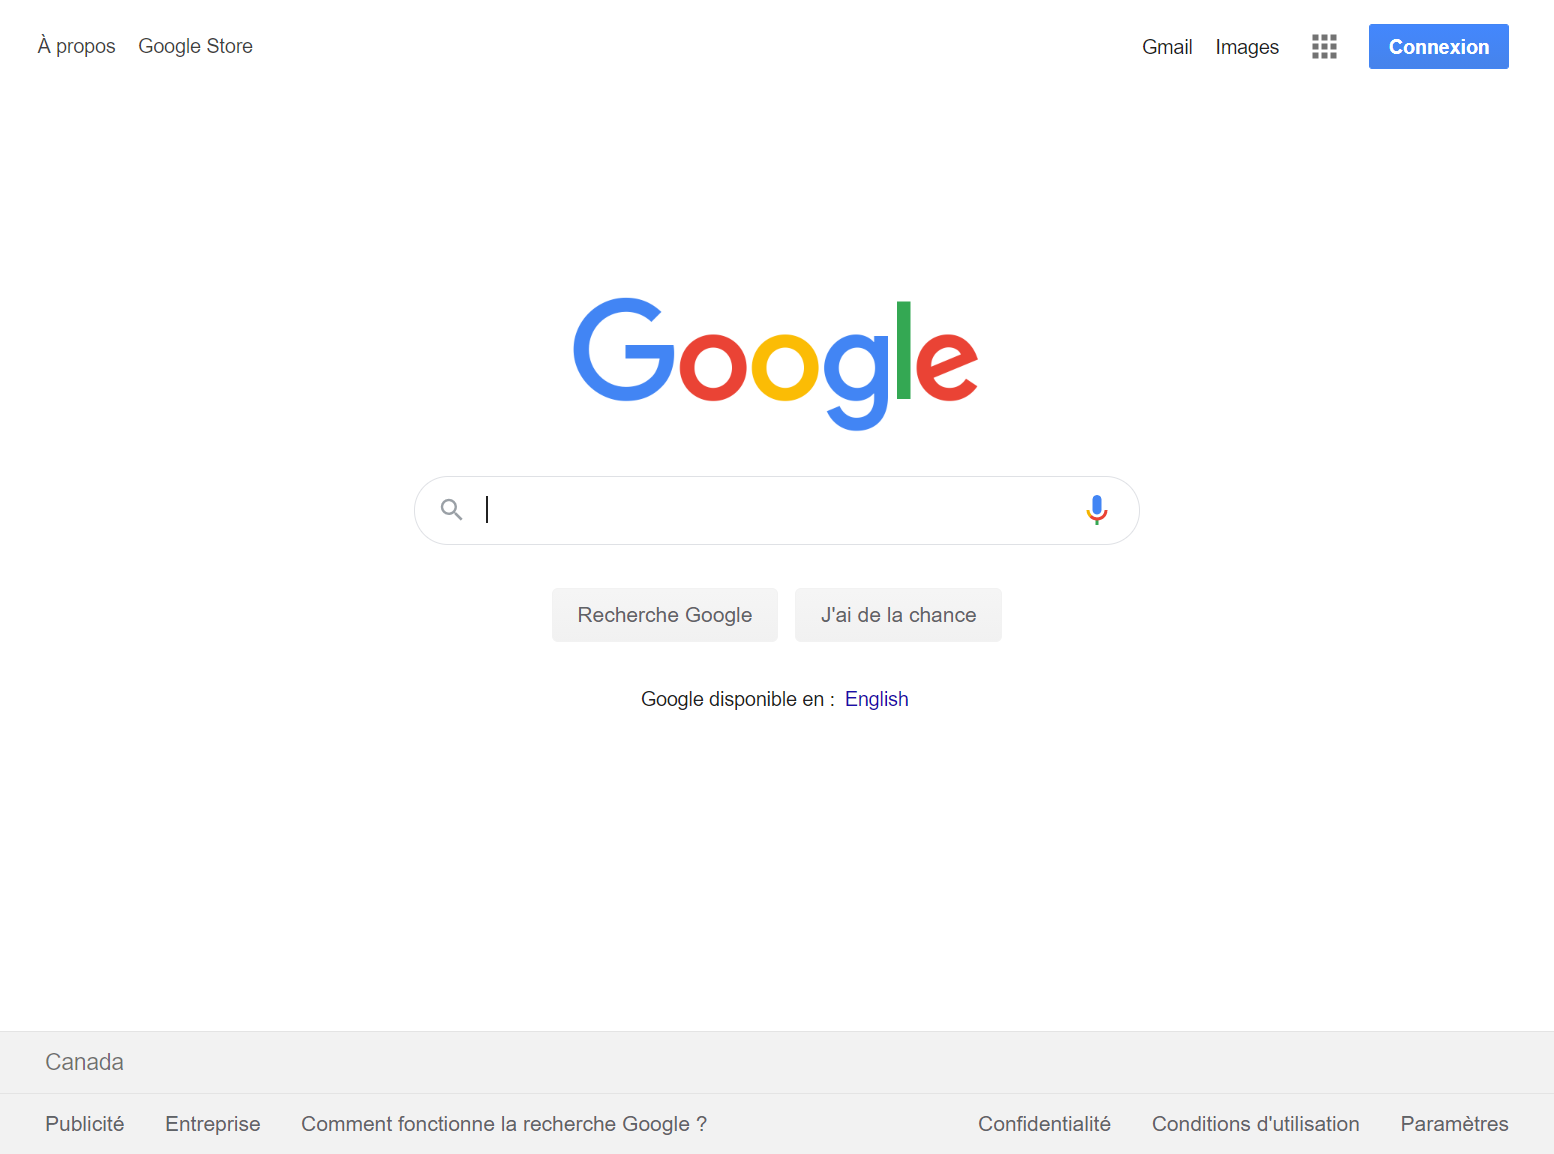 À propos Google Store Gmail Images Connexion
Google
Recherche Google J'ai de la chance
Google disponible en : English
Canada
Publicité Entreprise Comment fonctionne la recherche Google ? Confidentialité Conditions d'utilisation Paramètres